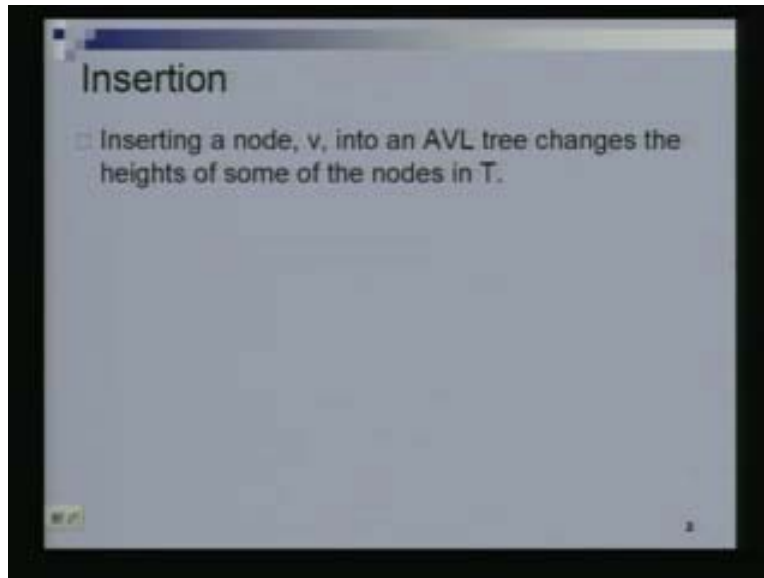 Insertion
Inserting a node, v, into an AVL tree changes the
heights of some of the nodes in T.